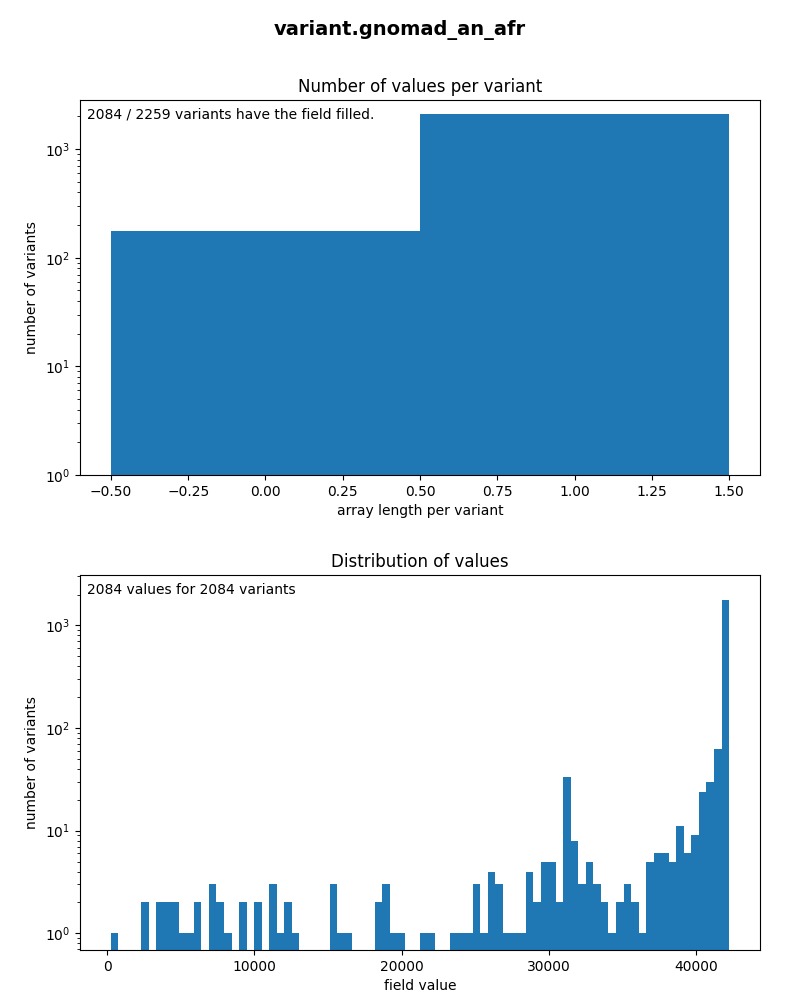 variant.gnomad_an_afr
Number of values per variant
2084 / 2259 variants have the field filled.
number of variants
10³
10²
10¹
10⁰
−0.50 −0.25 0.00 0.25 0.50 0.75 1.00 1.25 1.50
array length per variant
Distribution of values
2084 values for 2084 variants
number of variants
10³
10²
10¹
10⁰
0 10000 20000 30000 40000
field value